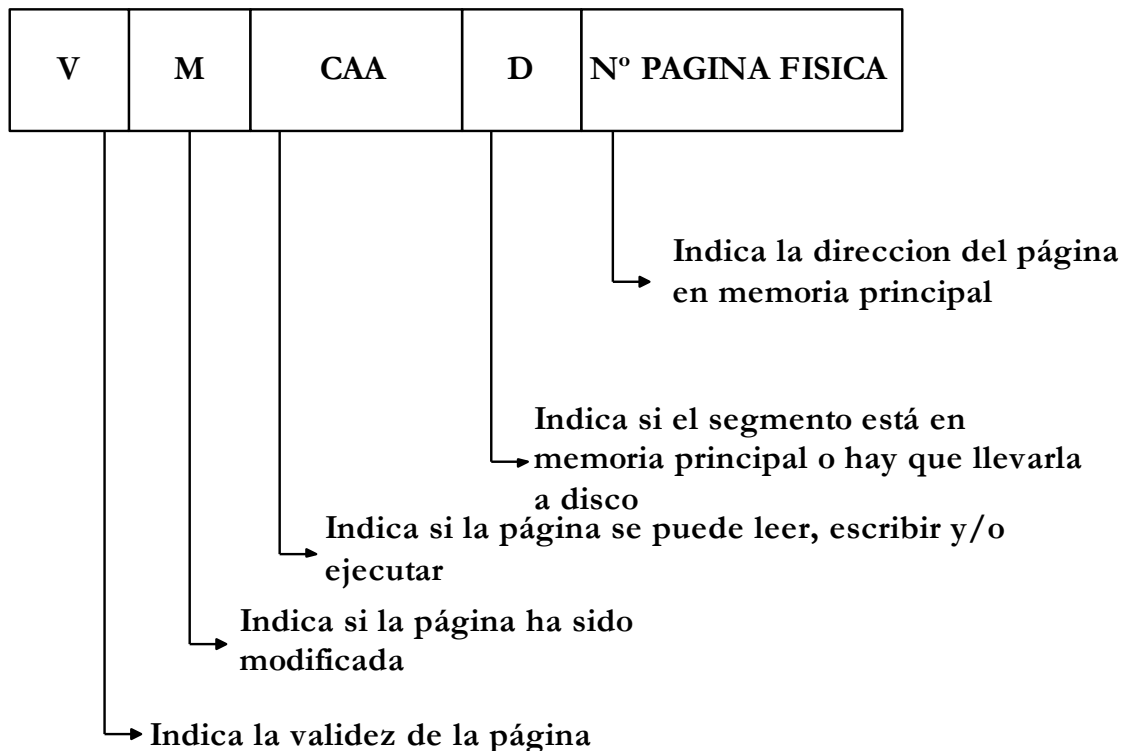 V M CAA D Nº PAGINA FISICA
Indica la direccion del página
en memoria principal
Indica si el segmento está en
memoria principal o hay que llevarla
a disco
Indica si la página se puede leer, escribir y/o
ejecutar
Indica si la página ha sido
modificada
Indica la validez de la página